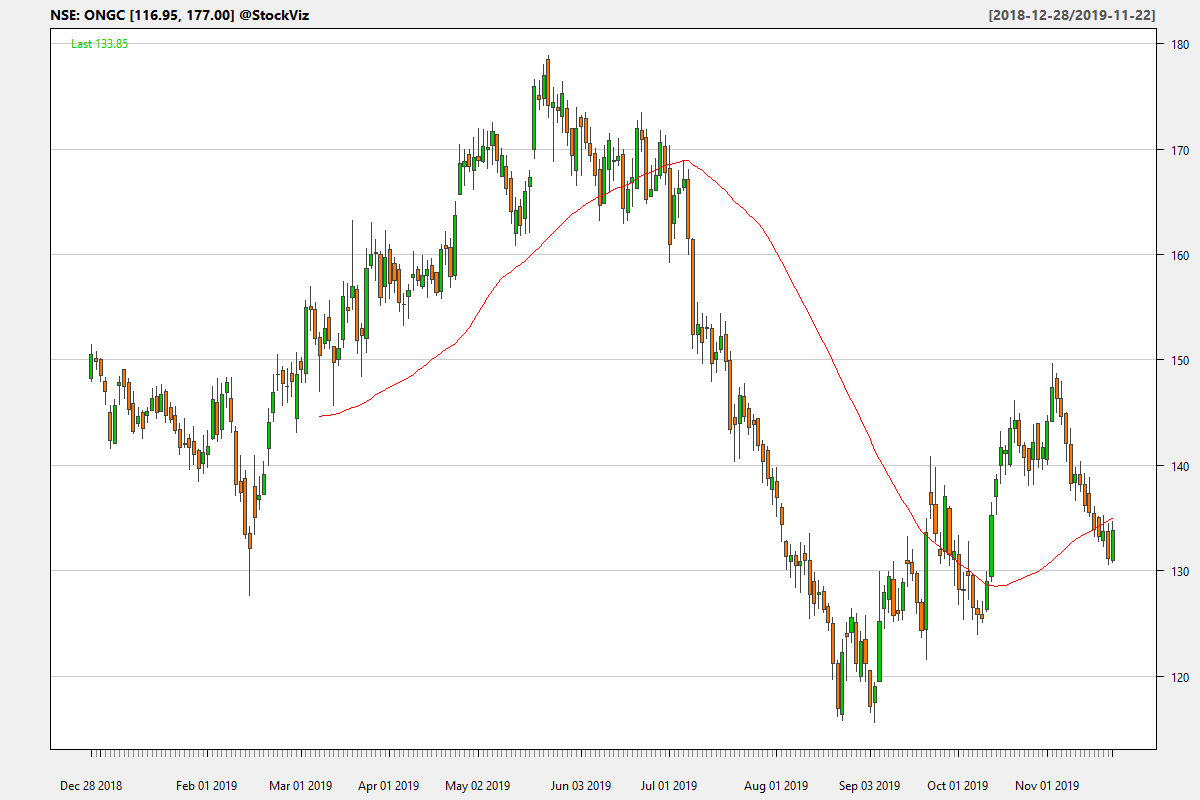 NSE: ONGC [116.95, 177.00] @StockViz
[2018-12-28/2019-11-22]
Last 133.85
180
170
160
150
140
130
120
Dec 28 2018 Feb 01 2019 Mar 01 2019 Apr 01 2019 May 02 2019 Jun 03 2019 Jul 01 2019 Aug 01 2019 Sep 03 2019 Oct 01 2019 Nov 01 2019